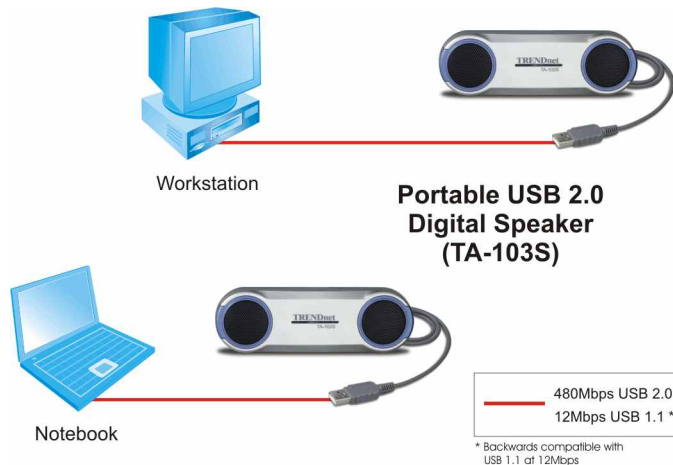 TRENDnet
TA-103S
Workstation
Portable USB 2.0
Digital Speaker
(TA-103S)
TRENDnet
TA-103S
Notebook
480Mbps USB 2.0
12Mbps USB 1.1 *
* Backwards compatible with
USB 1.1 at 12Mbps